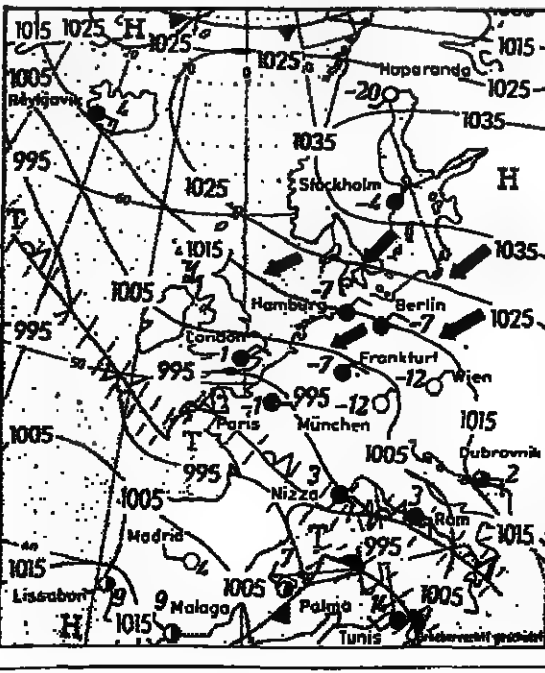 1015 1025 H
1025
1025
Haparanda
1015
1005
-20
1025
Reykjavik
4
1035
1035
995
1025
Stockholm
H
-4
T
1015
1035
1005
-7
Hamburg
Berlin
1025
995
London
-7
-1
Frankfurt
50
995
-7
-12
Wien
-1
995
-12
Paris
München
1015
1005
T
1005
Dubrovnik
995
3
2
1005
Nizza
3
Rom
Madrid
T
1015
4
7
995
1015
1005
Lissabon
9
9
Malaga
Palma
1005
H
1015
Tunis